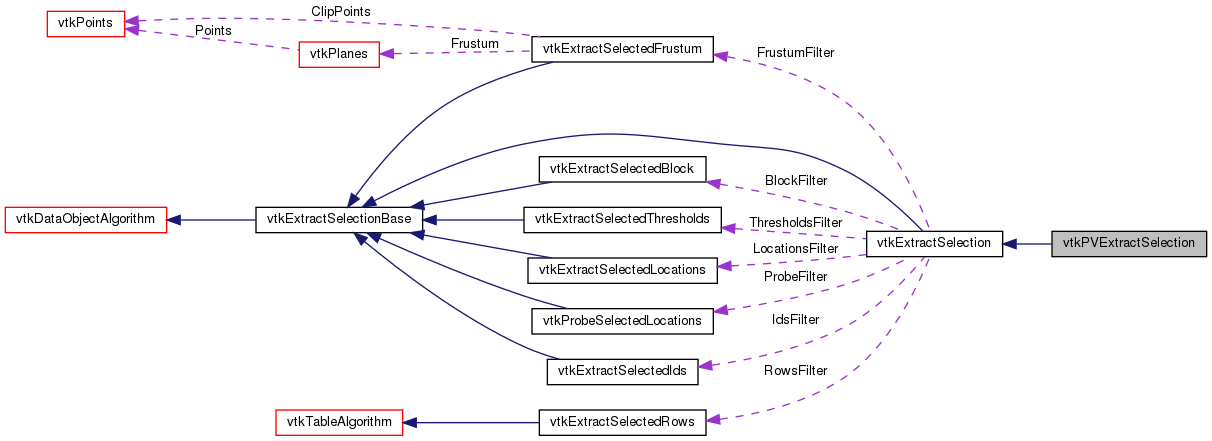 ClipPoints
vtkPoints
Points
Frustum
vtkPlanes
vtkExtractSelectedFrustum
FrustumFilter
vtkExtractSelectedBlock
BlockFilter
vtkDataObjectAlgorithm
vtkExtractSelectionBase
vtkExtractSelectedThresholds
ThresholdsFilter
vtkExtractSelection
vtkPVExtractSelection
LocationsFilter
vtkExtractSelectedLocations
ProbeFilter
vtkProbeSelectedLocations
IdsFilter
vtkExtractSelectedIds
RowsFilter
vtkTableAlgorithm
vtkExtractSelectedRows